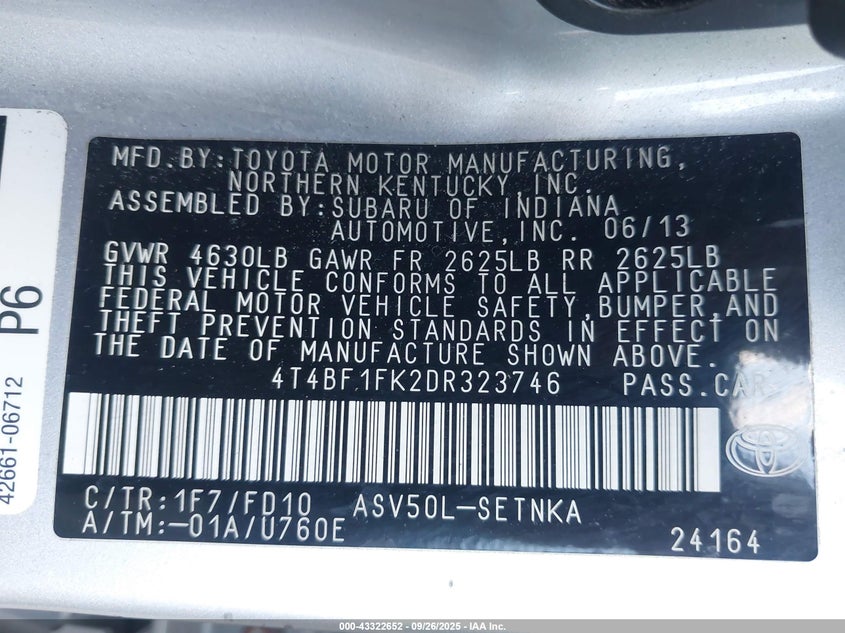 MFD.BY:TOYOTA MOTOR MANUFACTURING,
NORTHERN KENTUCKY,INC.
ASSEMBLED BY:SUBARU OF INDIANA
AUTOMOTIVE,INC. 06/13
GVWR 4630LB GAWR FR 2625LB RR 2625LB
THIS VEHICLE CONFORMS TO ALL APPLICABLE
FEDERAL MOTOR VEHICLE SAFETY,BUMPER,AND
THEFT PREVENTION STANDARDS IN EFFECT ON
THE DATE OF MANUFACTURE SHOWN ABOVE.
4T4BF1FK2DR323746 PASS.CAR
C/TR:1F7/FD10 ASV50L-SETNKA
A/TM:-01A/U760E
24164
P6
42661-06712
000-43322652 - 09/26/2025 - IAA Inc.